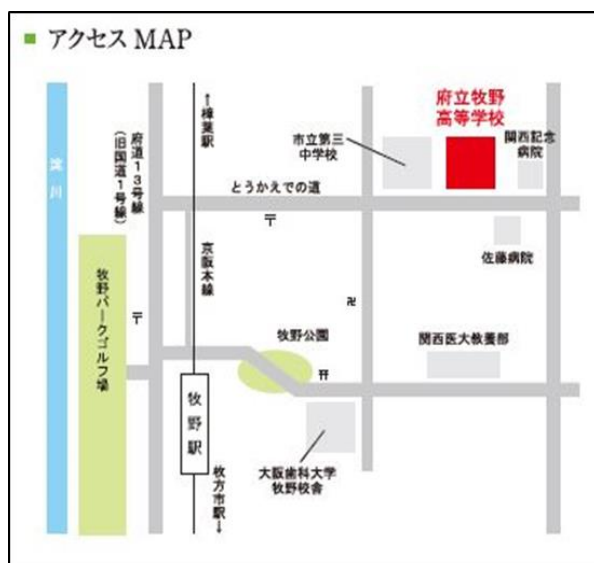 アクセス MAP
←樟葉駅
府立牧野
高等学校
市立第三
中学校
関西記念
病院
淀川
府道13号線
(旧国道1号線)
とうかえでの道
〒
佐藤病院
京阪本線
牧野パークゴルフ場
〒
卍
牧野公園
関西医大教養部
牧野駅
大阪歯科大学
牧野校舎
枚方市駅→